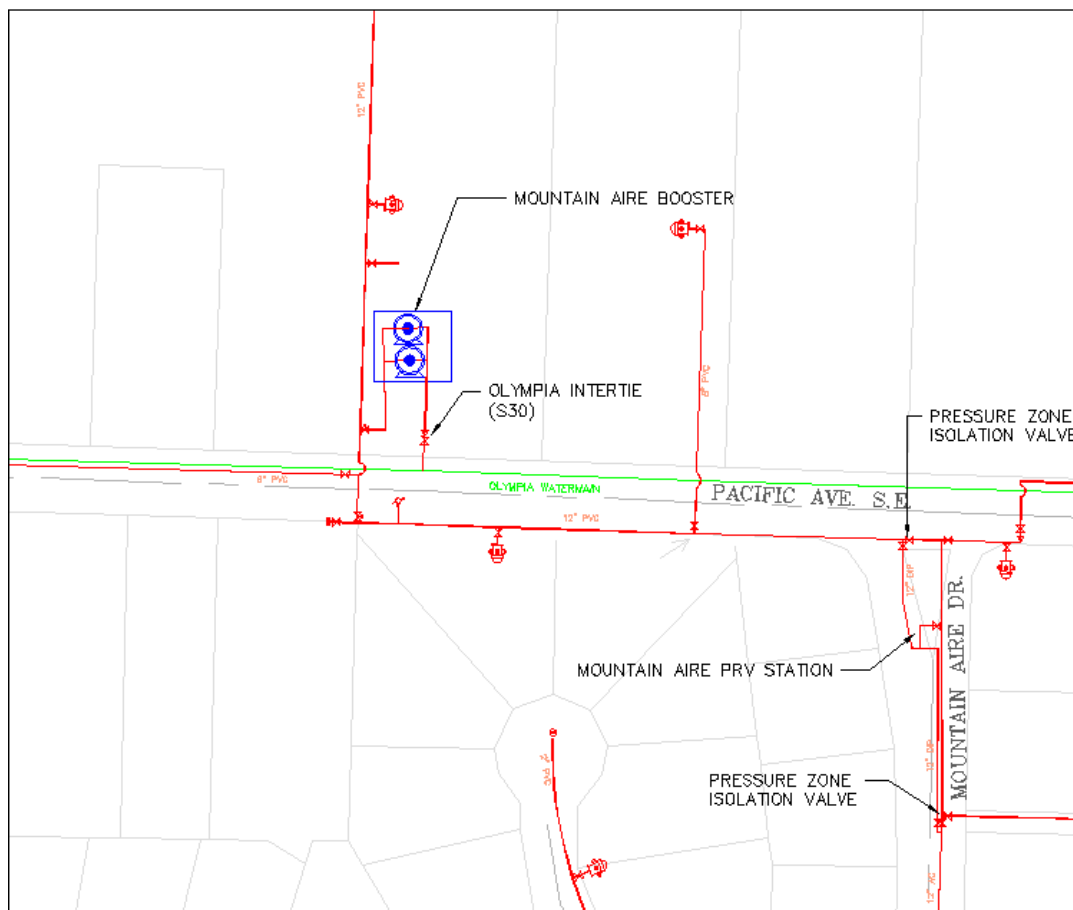 12" PVC
MOUNTAIN AIRE BOOSTER
8" PVC
OLYMPIA INTERTIE
(S30)
PRESSURE ZONE
ISOLATION VALVE
8" PVC
OLYMPIA WATERMAIN
PACIFIC AVE. S.E.
12" PVC
12" DIP
MOUNTAIN AIRE PRV STATION
MOUNTAIN AIRE DR.
PRESSURE ZONE
ISOLATION VALVE
12" AC